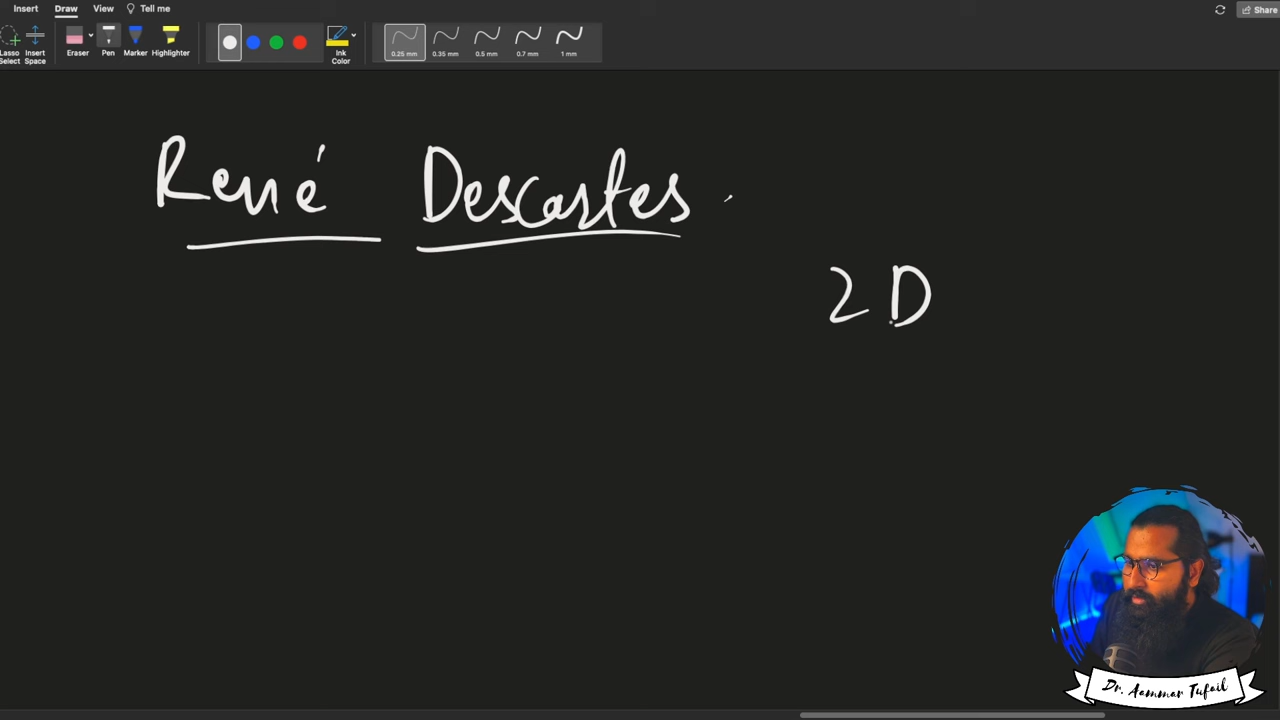 Insert Draw View Tell me
Share
Lasso Select
Insert Space
Eraser
Pen
Marker
Highlighter
Ink Color
0.25 mm
0.35 mm
0.5 mm
0.7 mm
1 mm
René Descartes
2D
Dr. Aammar Tufail